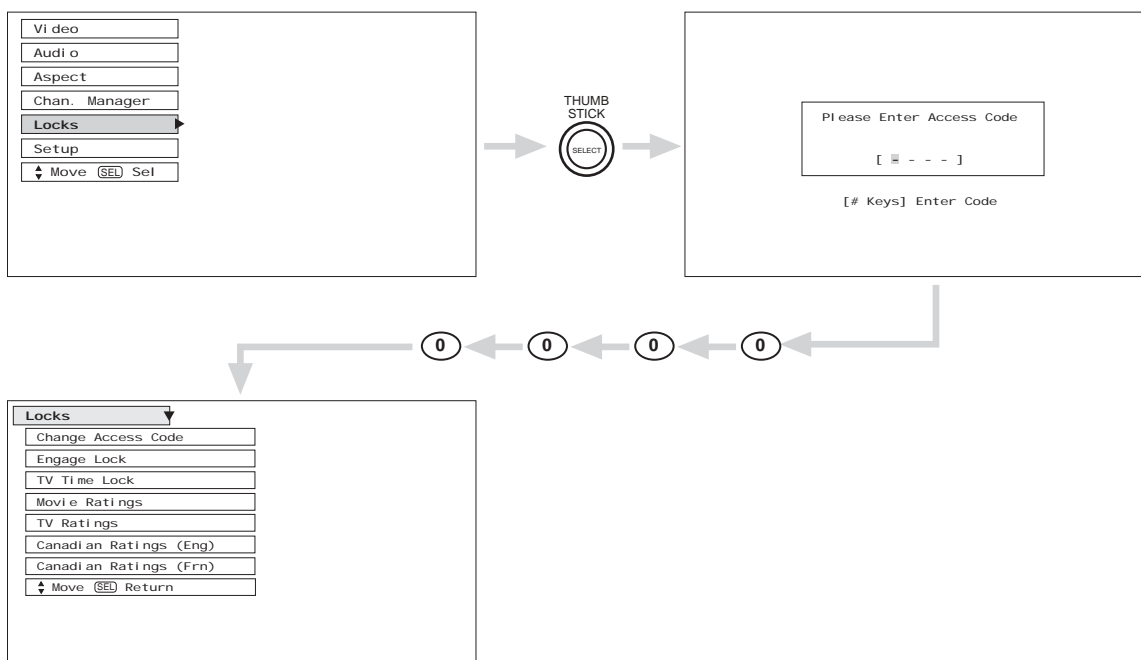 Video
Audio
Aspect
Chan. Manager
Locks
Setup
Move SEL Sel
THUMB
STICK
SELECT
Please Enter Access Code
[ - - - - ]
[# Keys] Enter Code
0 0 0 0
Locks
Change Access Code
Engage Lock
TV Time Lock
Movie Ratings
TV Ratings
Canadian Ratings (Eng)
Canadian Ratings (Frn)
Move SEL Return